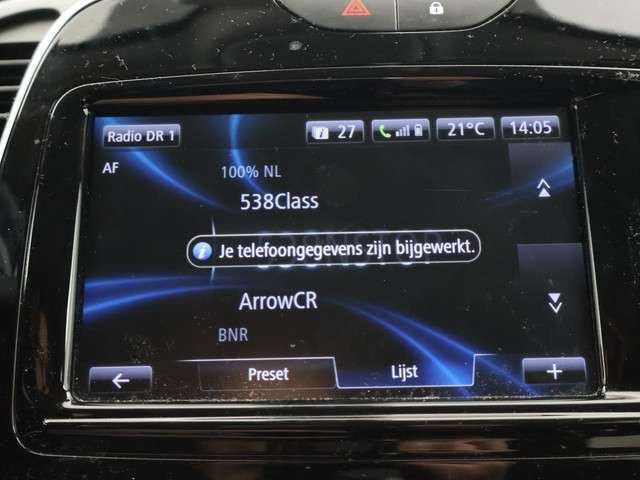 Radio DR 1
27
21°C
14:05
AF
100% NL
538Class
Je telefoongegevens zijn bijgewerkt.
ArrowCR
BNR
Preset
Lijst